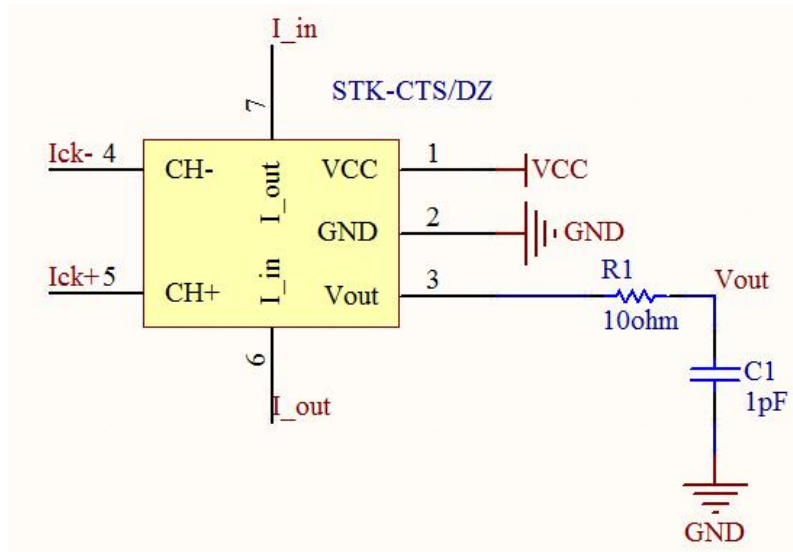 I_in
7
STK-CTS/DZ
Ick- 4
CH-
I_out
VCC
1
VCC
GND
2
GND
Ick+ 5
CH+
I_in
Vout
3
R1
10ohm
Vout
6
I_out
C1
1pF
GND